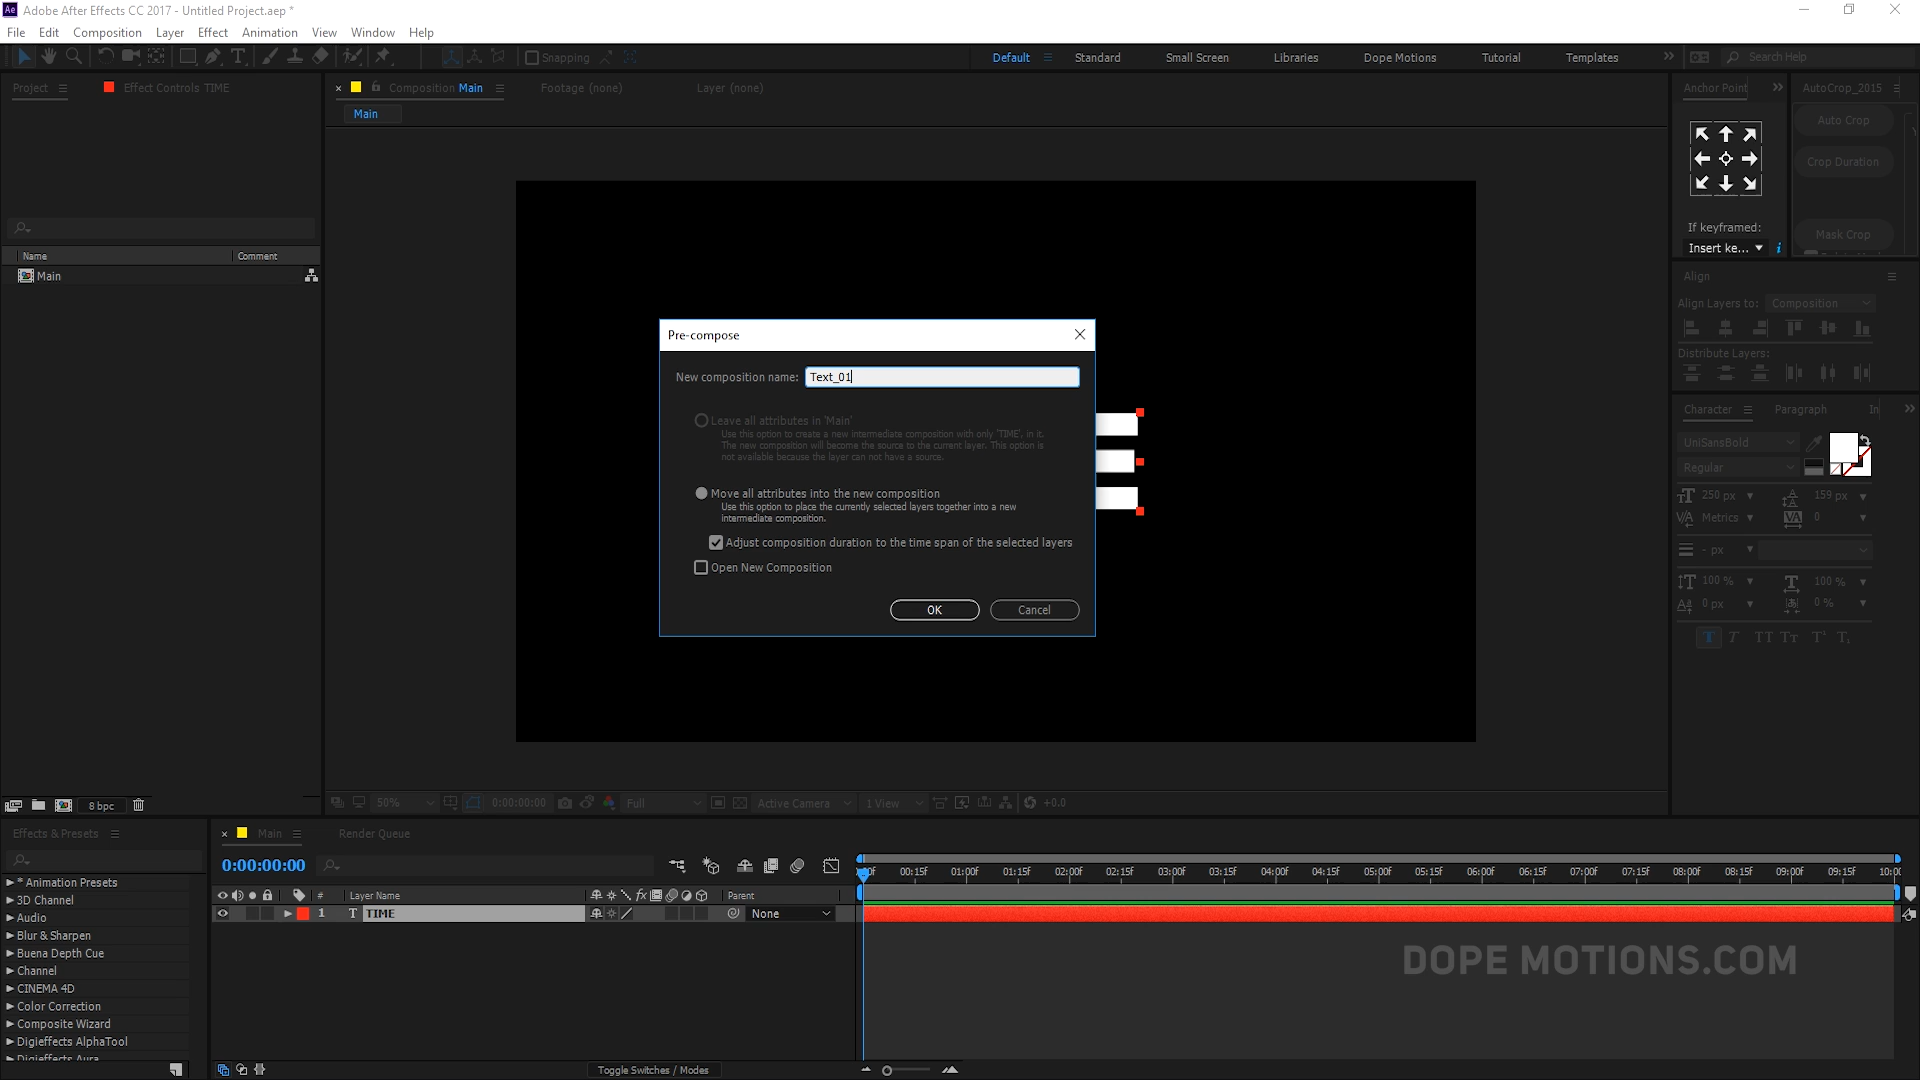 Ae Adobe After Effects CC 2017 - Untitled Project.aep *
File Edit Composition Layer Effect Animation View Window Help
Snapping Default Standard Small Screen Libraries Dope Motions Tutorial Templates Search Help
Project Effect Controls TIME
Composition Main Footage (none) Layer (none)
Main
Anchor Point AutoCrop_2015
Auto Crop
Crop Duration
If keyframed:
Mask Crop
Insert ke...
Name Comment
Main
Align
Align Layers to: Composition
Distribute Layers:
Pre-compose
New composition name: Text_01
Leave all attributes in 'Main'
Use this option to create a new intermediate composition with only 'TIME', in it.
The new composition will become the source to the current layer. This option is
not available because the layer can not have a source.
Move all attributes into the new composition
Use this option to place the currently selected layers together into a new
intermediate composition.
Adjust composition duration to the time span of the selected layers
Open New Composition
OK Cancel
Character Paragraph In
UniSansBold
Regular
250 px 159 px
Metrics 0
- px
100 % 100 %
0 px 0 %
8 bpc
50% 0:00:00:00 Full Active Camera 1 View +0.0
Effects & Presets
Main Render Queue
0:00:00:00
00:15f 01:00f 01:15f 02:00f 02:15f 03:00f 03:15f 04:00f 04:15f 05:00f 05:15f 06:00f 06:15f 07:00f 07:15f 08:00f 08:15f 09:00f 09:15f
# Layer Name Parent
1 T TIME None
* Animation Presets
3D Channel
Audio
Blur & Sharpen
Buena Depth Cue
Channel
CINEMA 4D
Color Correction
Composite Wizard
Digieffects AlphaTool
Digieffects Aura
DOPE MOTIONS.COM
Toggle Switches / Modes